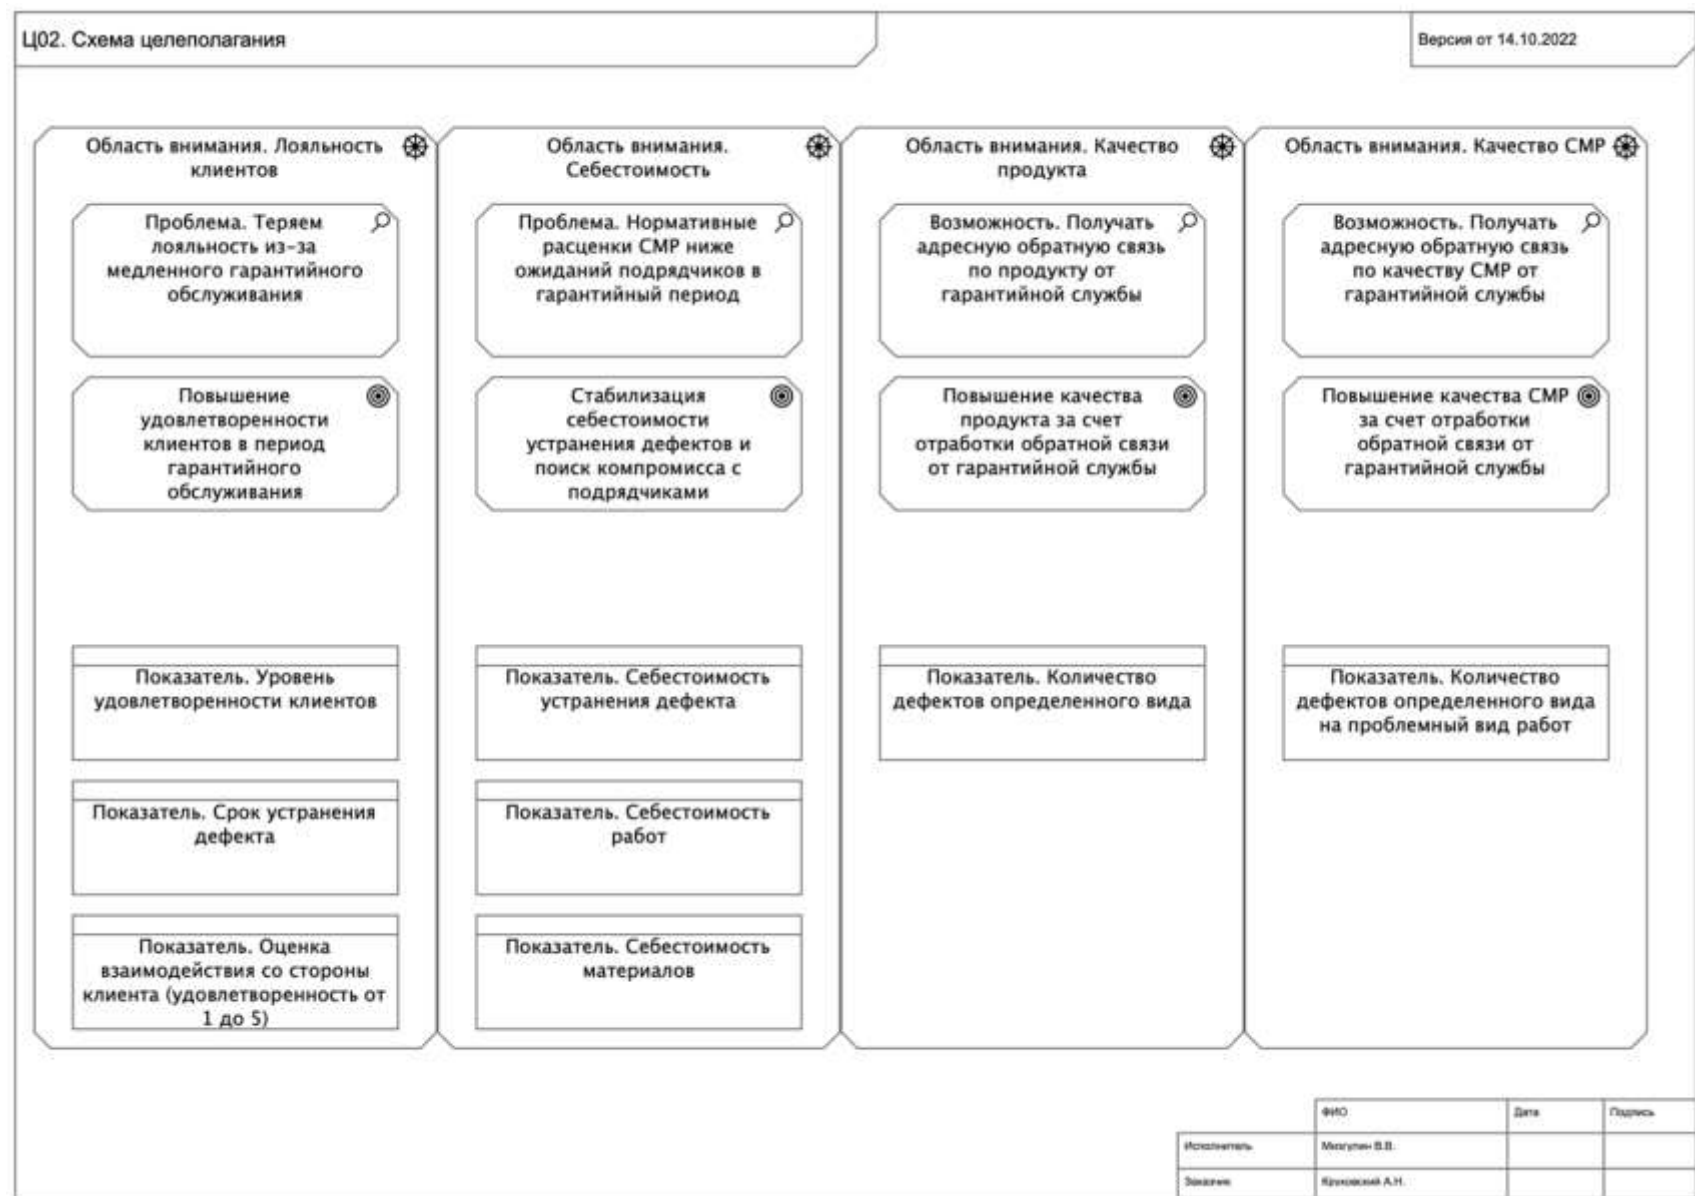 Ц02. Схема целеполагания
Версия от 14.10.2022
Область внимания. Лояльность
клиентов
Проблема. Теряем
лояльность из-за
медленного гарантийного
обслуживания
Повышение
удовлетворенности
клиентов в период
гарантийного
обслуживания
Показатель. Уровень
удовлетворенности клиентов
Показатель. Срок устранения
дефекта
Показатель. Оценка
взаимодействия со стороны
клиента (удовлетворенность от
1 до 5)
Область внимания.
Себестоимость
Проблема. Нормативные
расценки СМР ниже
ожиданий подрядчиков в
гарантийный период
Стабилизация
себестоимости
устранения дефектов и
поиск компромисса с
подрядчиками
Показатель. Себестоимость
устранения дефекта
Показатель. Себестоимость
работ
Показатель. Себестоимость
материалов
Область внимания. Качество
продукта
Возможность. Получать
адресную обратную связь
по продукту от
гарантийной службы
Повышение качества
продукта за счет
отработки обратной связи
от гарантийной службы
Показатель. Количество
дефектов определенного вида
Область внимания. Качество СМР
Возможность. Получать
адресную обратную связь
по качеству СМР от
гарантийной службы
Повышение качества СМР
за счет отработки
обратной связи от
гарантийной службы
Показатель. Количество
дефектов определенного вида
на проблемный вид работ
ФИО Дата Подпись
Исполнитель Мизгулин В.В.
Заказчик Круковский А.Н.